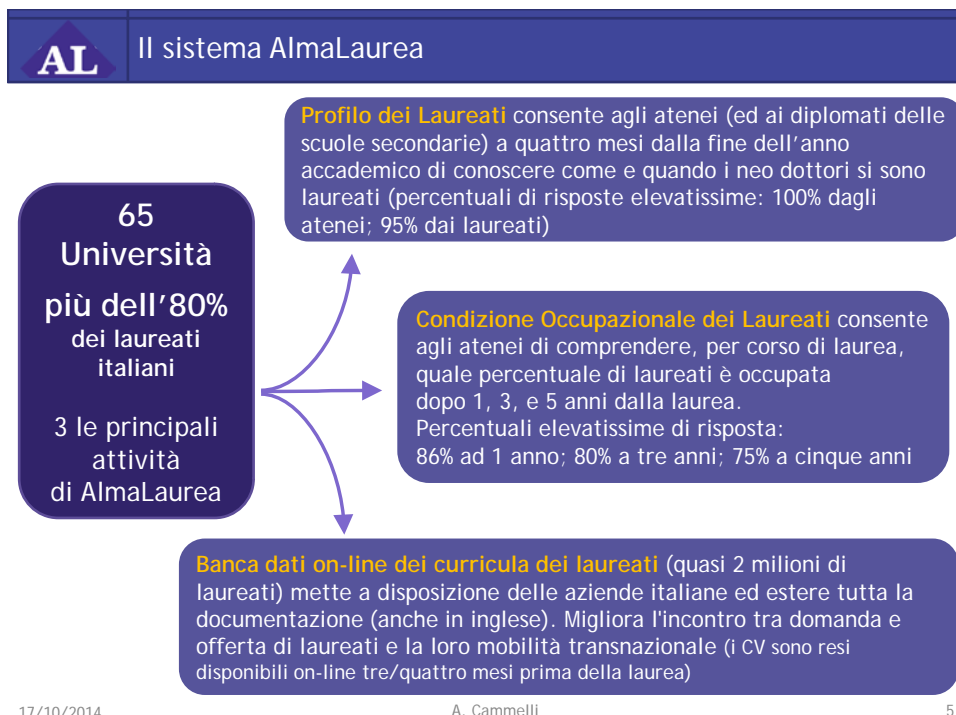 AL
Il sistema AlmaLaurea
Profilo dei Laureati consente agli atenei (ed ai diplomati delle
scuole secondarie) a quattro mesi dalla fine dell'anno
accademico di conoscere come e quando i neo dottori si sono
laureati (percentuali di risposte elevatissime: 100% dagli
atenei; 95% dai laureati)
65
Università
più dell'80%
dei laureati
italiani
3 le principali
attività
di AlmaLaurea
Condizione Occupazionale dei Laureati consente
agli atenei di comprendere, per corso di laurea,
quale percentuale di laureati è occupata
dopo 1, 3, e 5 anni dalla laurea.
Percentuali elevatissime di risposta:
86% ad 1 anno; 80% a tre anni; 75% a cinque anni
Banca dati on-line dei curricula dei laureati (quasi 2 milioni di
laureati) mette a disposizione delle aziende italiane ed estere tutta la
documentazione (anche in inglese). Migliora l'incontro tra domanda e
offerta di laureati e la loro mobilità transnazionale (i CV sono resi
disponibili on-line tre/quattro mesi prima della laurea)
17/10/2014
A. Cammelli
5